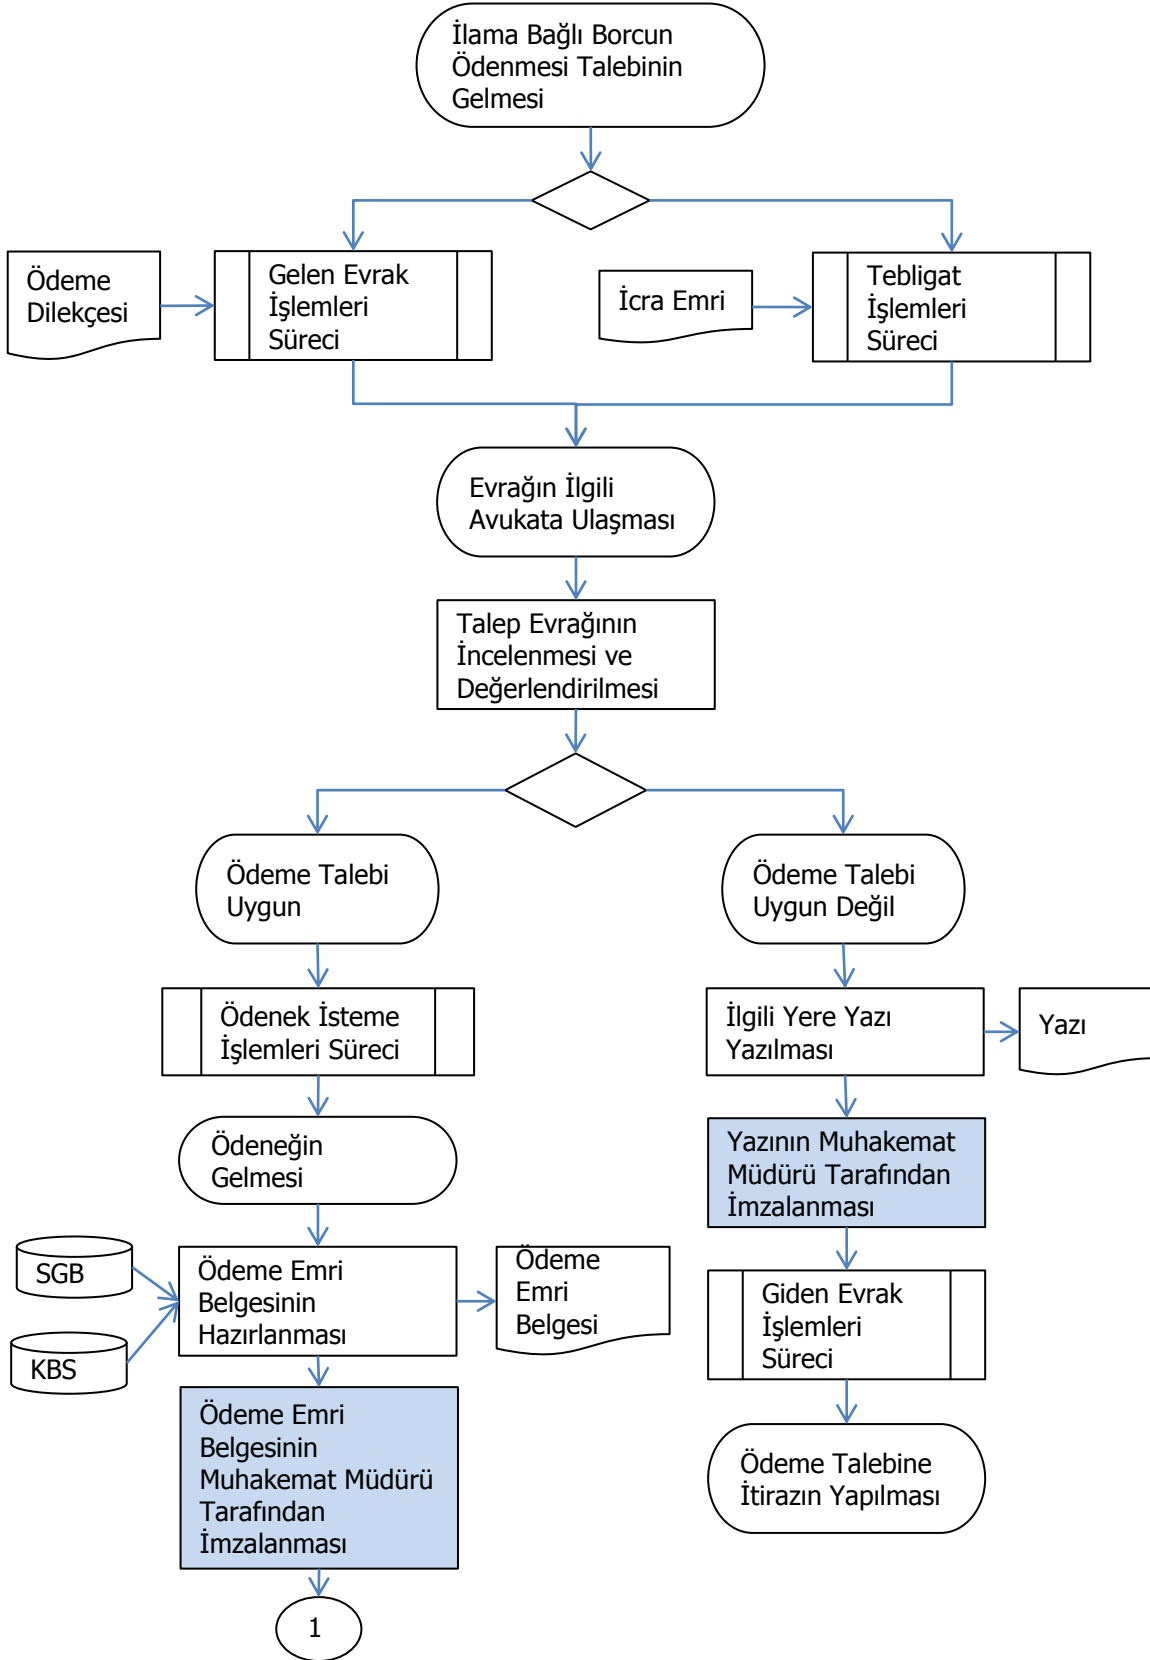 İlama Bağlı Borcun
Ödenmesi Talebinin
Gelmesi
Ödeme
Dilekçesi
Gelen Evrak
İşlemleri
Süreci
İcra Emri
Tebligat
İşlemleri
Süreci
Evrağın İlgili
Avukata Ulaşması
Talep Evrağının
İncelenmesi ve
Değerlendirilmesi
Ödeme Talebi
Uygun
Ödeme Talebi
Uygun Değil
Ödenek İsteme
İşlemleri Süreci
İlgili Yere Yazı
Yazılması
Yazı
Ödeneğin
Gelmesi
Yazının Muhakemat
Müdürü Tarafından
İmzalanması
SGB
KBS
Ödeme Emri
Belgesinin
Hazırlanması
Ödeme
Emri
Belgesi
Giden Evrak
İşlemleri
Süreci
Ödeme Emri
Belgesinin
Muhakemat Müdürü
Tarafından
İmzalanması
Ödeme Talebine
İtirazın Yapılması
1